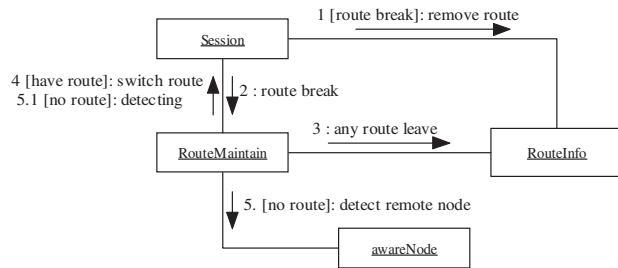 1 [route break]: remove route
Session
4 [have route]: switch route
5.1 [no route]: detecting
2 : route break
3 : any route leave
RouteMaintain
RouteInfo
5. [no route]: detect remote node
awareNode